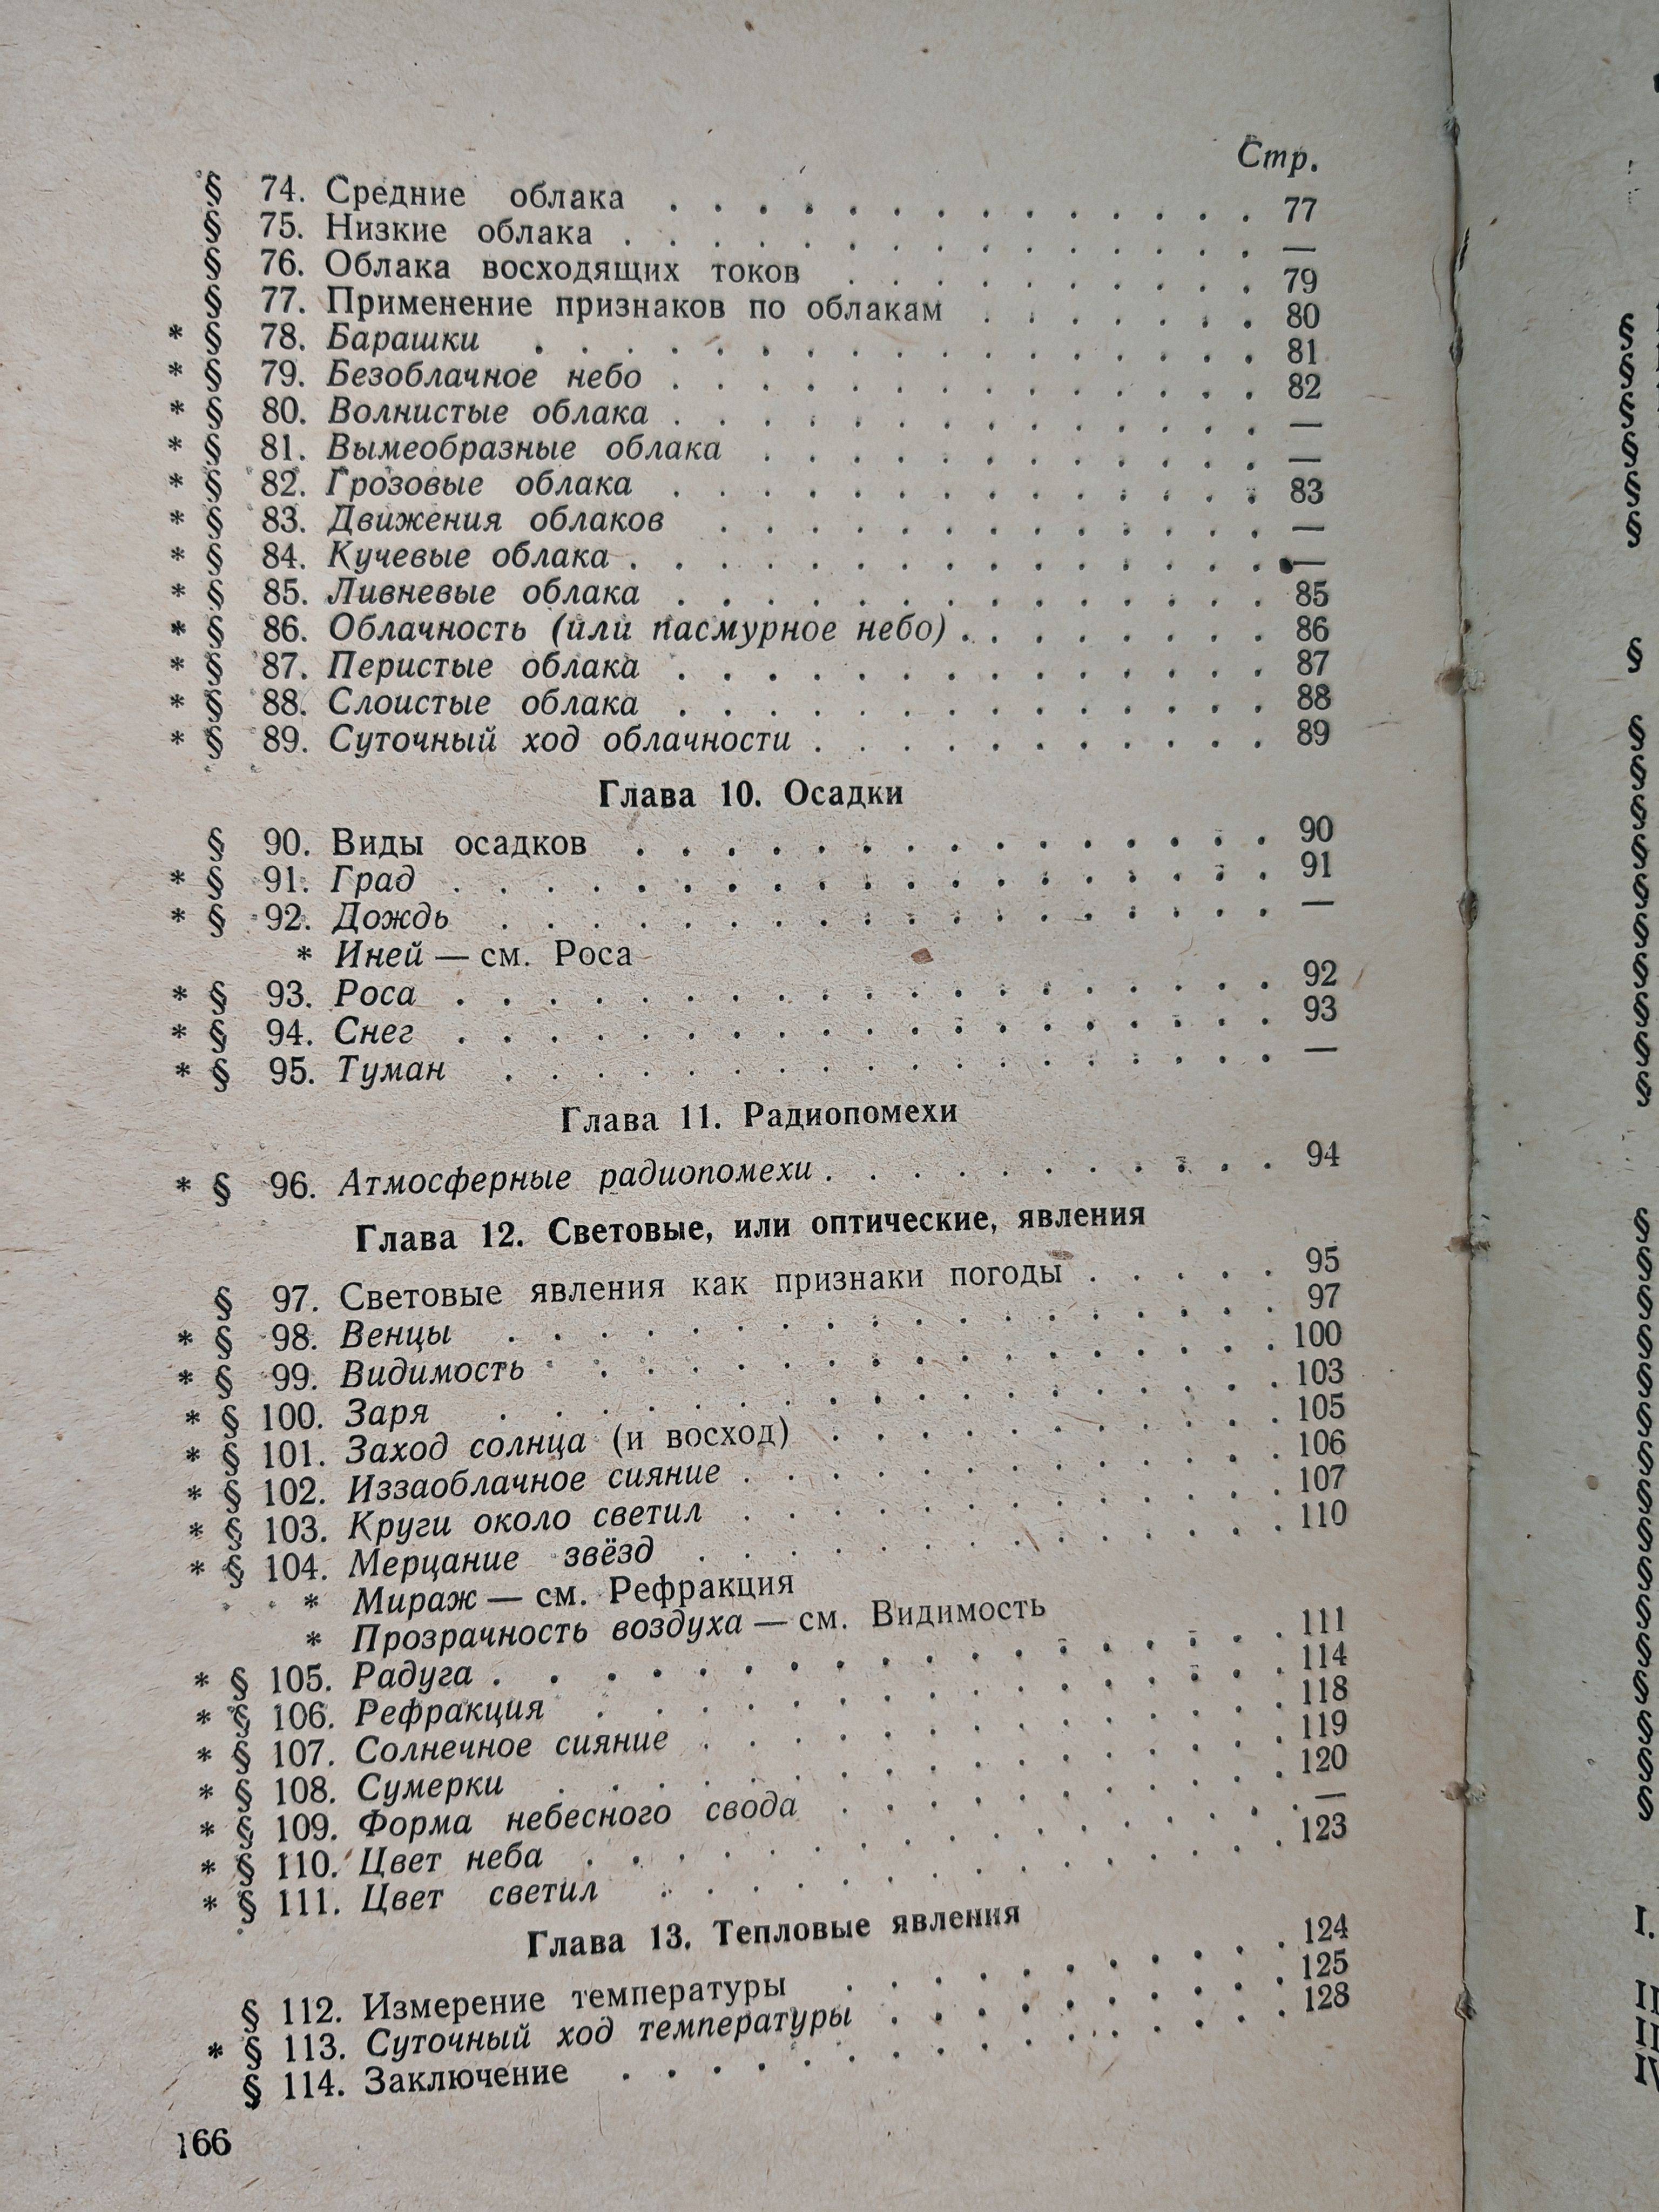 Стр.
§ 74. Средние облака . . . . . . . . . . . . . . 77
§ 75. Низкие облака . . . . . . . . . . . . . . . —
§ 76. Облака восходящих токов . . . . . . . . . . 79
§ 77. Применение признаков по облакам . . . . . . . 80
* § 78. Барашки . . . . . . . . . . . . . . . . . 81
* § 79. Безоблачное небо . . . . . . . . . . . . . . 82
* § 80. Волнистые облака . . . . . . . . . . . . . . —
* § 81. Вымеобразные облака . . . . . . . . . . . . —
* § 82. Грозовые облака . . . . . . . . . . . . . . 83
* § 83. Движения облаков . . . . . . . . . . . . . —
* § 84. Кучевые облака . . . . . . . . . . . . . . . —
* § 85. Ливневые облака . . . . . . . . . . . . . . 85
* § 86. Облачность (или пасмурное небо) . . . . . . . . 86
* § 87. Перистые облака . . . . . . . . . . . . . . 87
* § 88. Слоистые облака . . . . . . . . . . . . . . 88
* § 89. Суточный ход облачности . . . . . . . . . . . 89
Глава 10. Осадки
§ 90. Виды осадков . . . . . . . . . . . . . . . 90
* § 91. Град . . . . . . . . . . . . . . . . . . . 91
* § 92. Дождь . . . . . . . . . . . . . . . . . . —
* Иней — см. Роса
* § 93. Роса . . . . . . . . . . . . . . . . . . . 92
* § 94. Снег . . . . . . . . . . . . . . . . . . . 93
* § 95. Туман . . . . . . . . . . . . . . . . . . —
Глава 11. Радиопомехи
* § 96. Атмосферные радиопомехи . . . . . . . . . . . 94
Глава 12. Световые, или оптические, явления
§ 97. Световые явления как признаки погоды . . . . . 95
* § 98. Венцы . . . . . . . . . . . . . . . . . . 97
* § 99. Видимость . . . . . . . . . . . . . . . . . 100
* § 100. Заря . . . . . . . . . . . . . . . . . . 103
* § 101. Заход солнца (и восход) . . . . . . . . . . . 105
* § 102. Иззаоблачное сияние . . . . . . . . . . . . . 106
* § 103. Круги около светил . . . . . . . . . . . . . 107
* § 104. Мерцание звёзд . . . . . . . . . . . . . . 110
* Мираж — см. Рефракция
* Прозрачность воздуха — см. Видимость
* § 105. Радуга . . . . . . . . . . . . . . . . . . 111
* § 106. Рефракция . . . . . . . . . . . . . . . . 114
* § 107. Солнечное сияние . . . . . . . . . . . . . . 118
* § 108. Сумерки . . . . . . . . . . . . . . . . . 119
* § 109. Форма небесного свода . . . . . . . . . . . 120
* § 110. Цвет неба . . . . . . . . . . . . . . . . —
* § 111. Цвет светил . . . . . . . . . . . . . . . 123
Глава 13. Тепловые явления
§ 112. Измерение температуры . . . . . . . . . . . 124
* § 113. Суточный ход температуры . . . . . . . . . . 125
§ 114. Заключение . . . . . . . . . . . . . . . 128
166